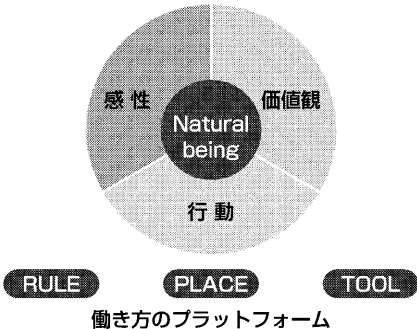 感性
価値観
Natural
being
行動
RULE
PLACE
TOOL
働き方のプラットフォーム